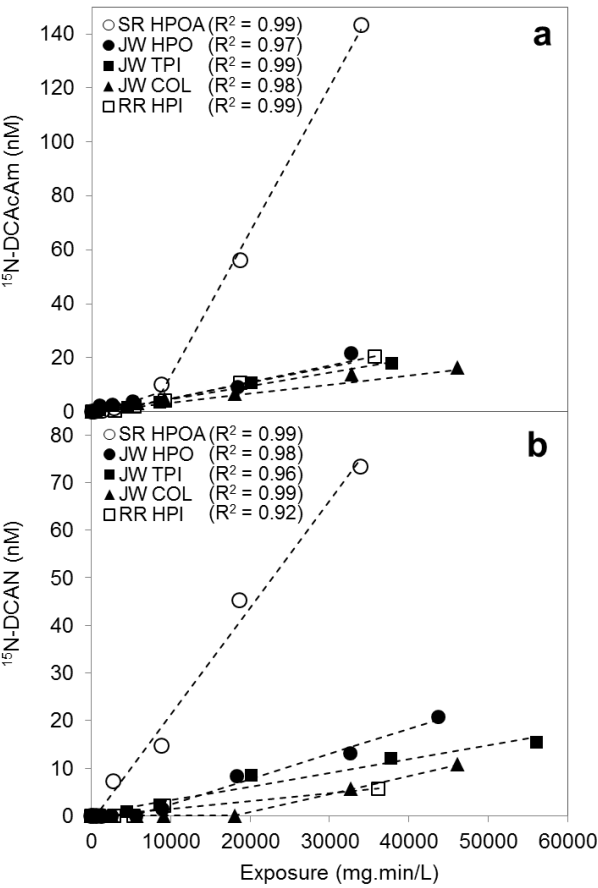 a
140
120
100
80
60
40
20
0
¹⁵N-DCAcAm (nM)
SR HPOA (R² = 0.99)
JW HPO (R² = 0.97)
JW TPI (R² = 0.99)
JW COL (R² = 0.98)
RR HPI (R² = 0.99)
b
80
70
60
50
40
30
20
10
0
¹⁵N-DCAN (nM)
SR HPOA (R² = 0.99)
JW HPO (R² = 0.98)
JW TPI (R² = 0.96)
JW COL (R² = 0.99)
RR HPI (R² = 0.92)
0 10000 20000 30000 40000 50000 60000
Exposure (mg.min/L)